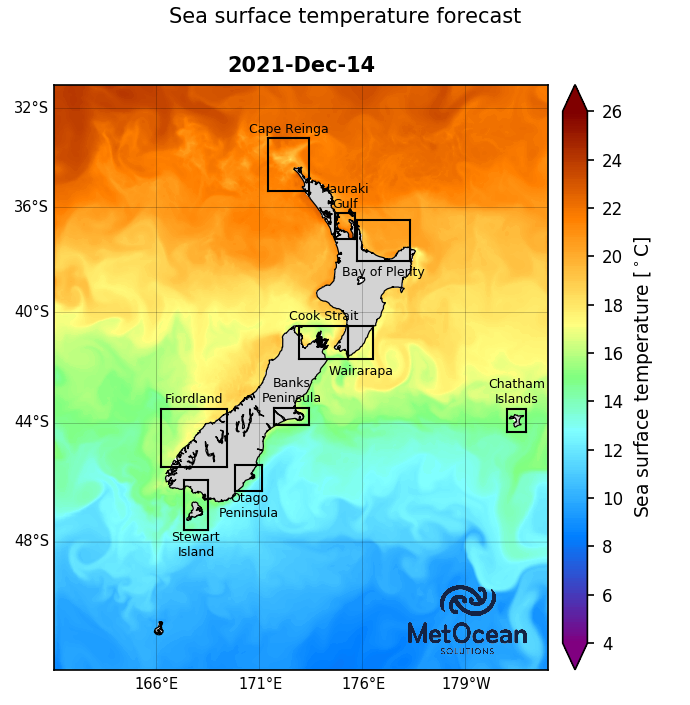 Sea surface temperature forecast
2021-Dec-14
32°S
36°S
40°S
44°S
48°S
166°E
171°E
176°E
179°W
Cape Reinga
Hauraki
Gulf
Bay of Plenty
Cook Strait
Wairarapa
Banks
Peninsula
Fiordland
Chatham
Islands
Otago
Peninsula
Stewart
Island
MetOcean
SOLUTIONS
26
24
22
20
18
16
14
12
10
8
6
4
Sea surface temperature [°C]